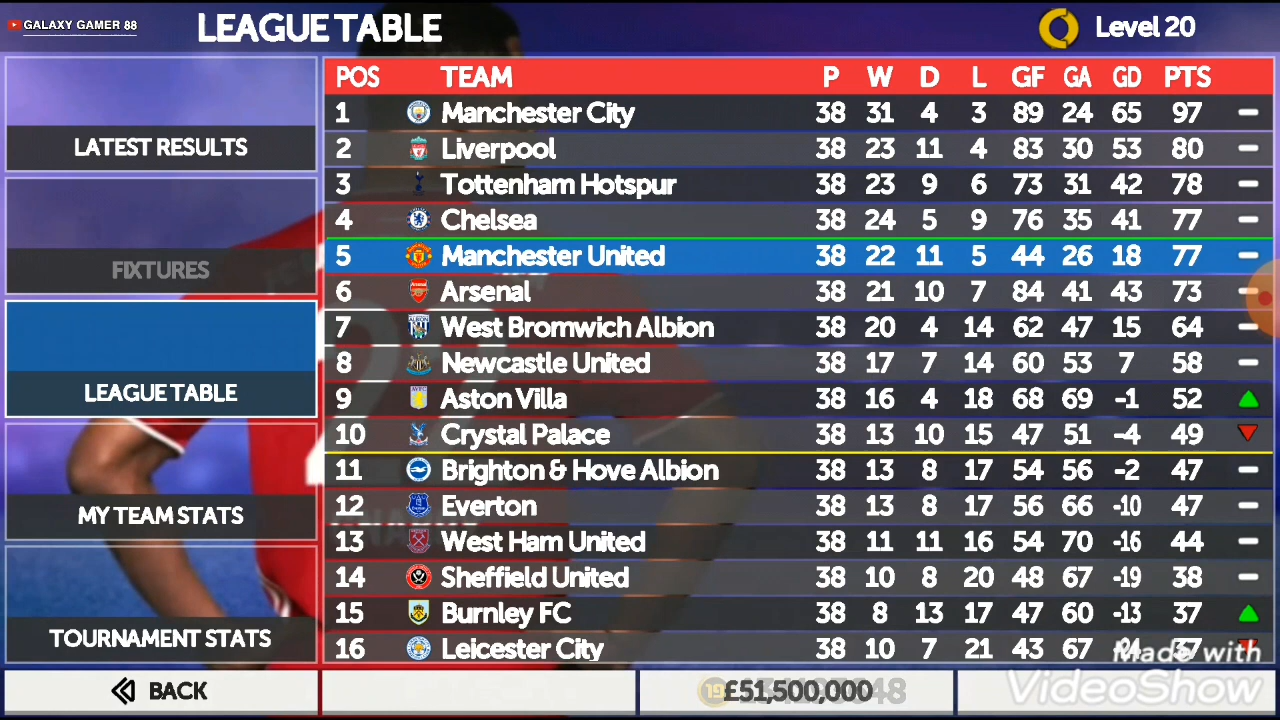 GALAXY GAMER 88
LEAGUE TABLE
Level 20
LATEST RESULTS
FIXTURES
LEAGUE TABLE
MY TEAM STATS
TOURNAMENT STATS
POS TEAM P W D L GF GA GD PTS
1 Manchester City 38 31 4 3 89 24 65 97
2 Liverpool 38 23 11 4 83 30 53 80
3 Tottenham Hotspur 38 23 9 6 73 31 42 78
4 Chelsea 38 24 5 9 76 35 41 77
5 Manchester United 38 22 11 5 44 26 18 77
6 Arsenal 38 21 10 7 84 41 43 73
7 West Bromwich Albion 38 20 4 14 62 47 15 64
8 Newcastle United 38 17 7 14 60 53 7 58
9 Aston Villa 38 16 4 18 68 69 -1 52
10 Crystal Palace 38 13 10 15 47 51 -4 49
11 Brighton & Hove Albion 38 13 8 17 54 56 -2 47
12 Everton 38 13 8 17 56 66 -10 47
13 West Ham United 38 11 11 16 54 70 -16 44
14 Sheffield United 38 10 8 20 48 67 -19 38
15 Burnley FC 38 8 13 17 47 60 -13 37
16 Leicester City 38 10 7 21 43 67 -24 37
Made with
VideoShow
BACK
£51,500,000